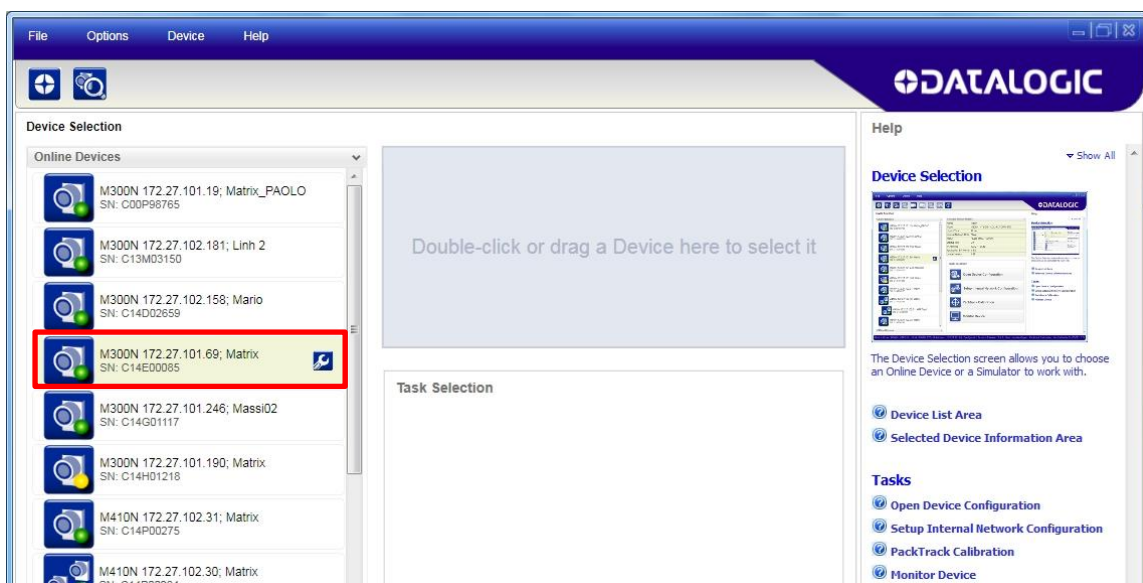 File Options Device Help
DATALOGIC
Device Selection
Online Devices
M300N 172.27.101.19; Matrix_PAOLO
SN: C00P98765
M300N 172.27.102.181; Linh 2
SN: C13M03150
M300N 172.27.102.158; Mario
SN: C14D02659
M300N 172.27.101.69; Matrix
SN: C14E00085
M300N 172.27.101.246; Massi02
SN: C14G01117
M300N 172.27.101.190; Matrix
SN: C14H01218
M410N 172.27.102.31; Matrix
SN: C14P00275
M410N 172.27.102.30; Matrix
Double-click or drag a Device here to select it
Task Selection
Help
Show All
Device Selection
The Device Selection screen allows you to choose
an Online Device or a Simulator to work with.
Device List Area
Selected Device Information Area
Tasks
Open Device Configuration
Setup Internal Network Configuration
PackTrack Calibration
Monitor Device